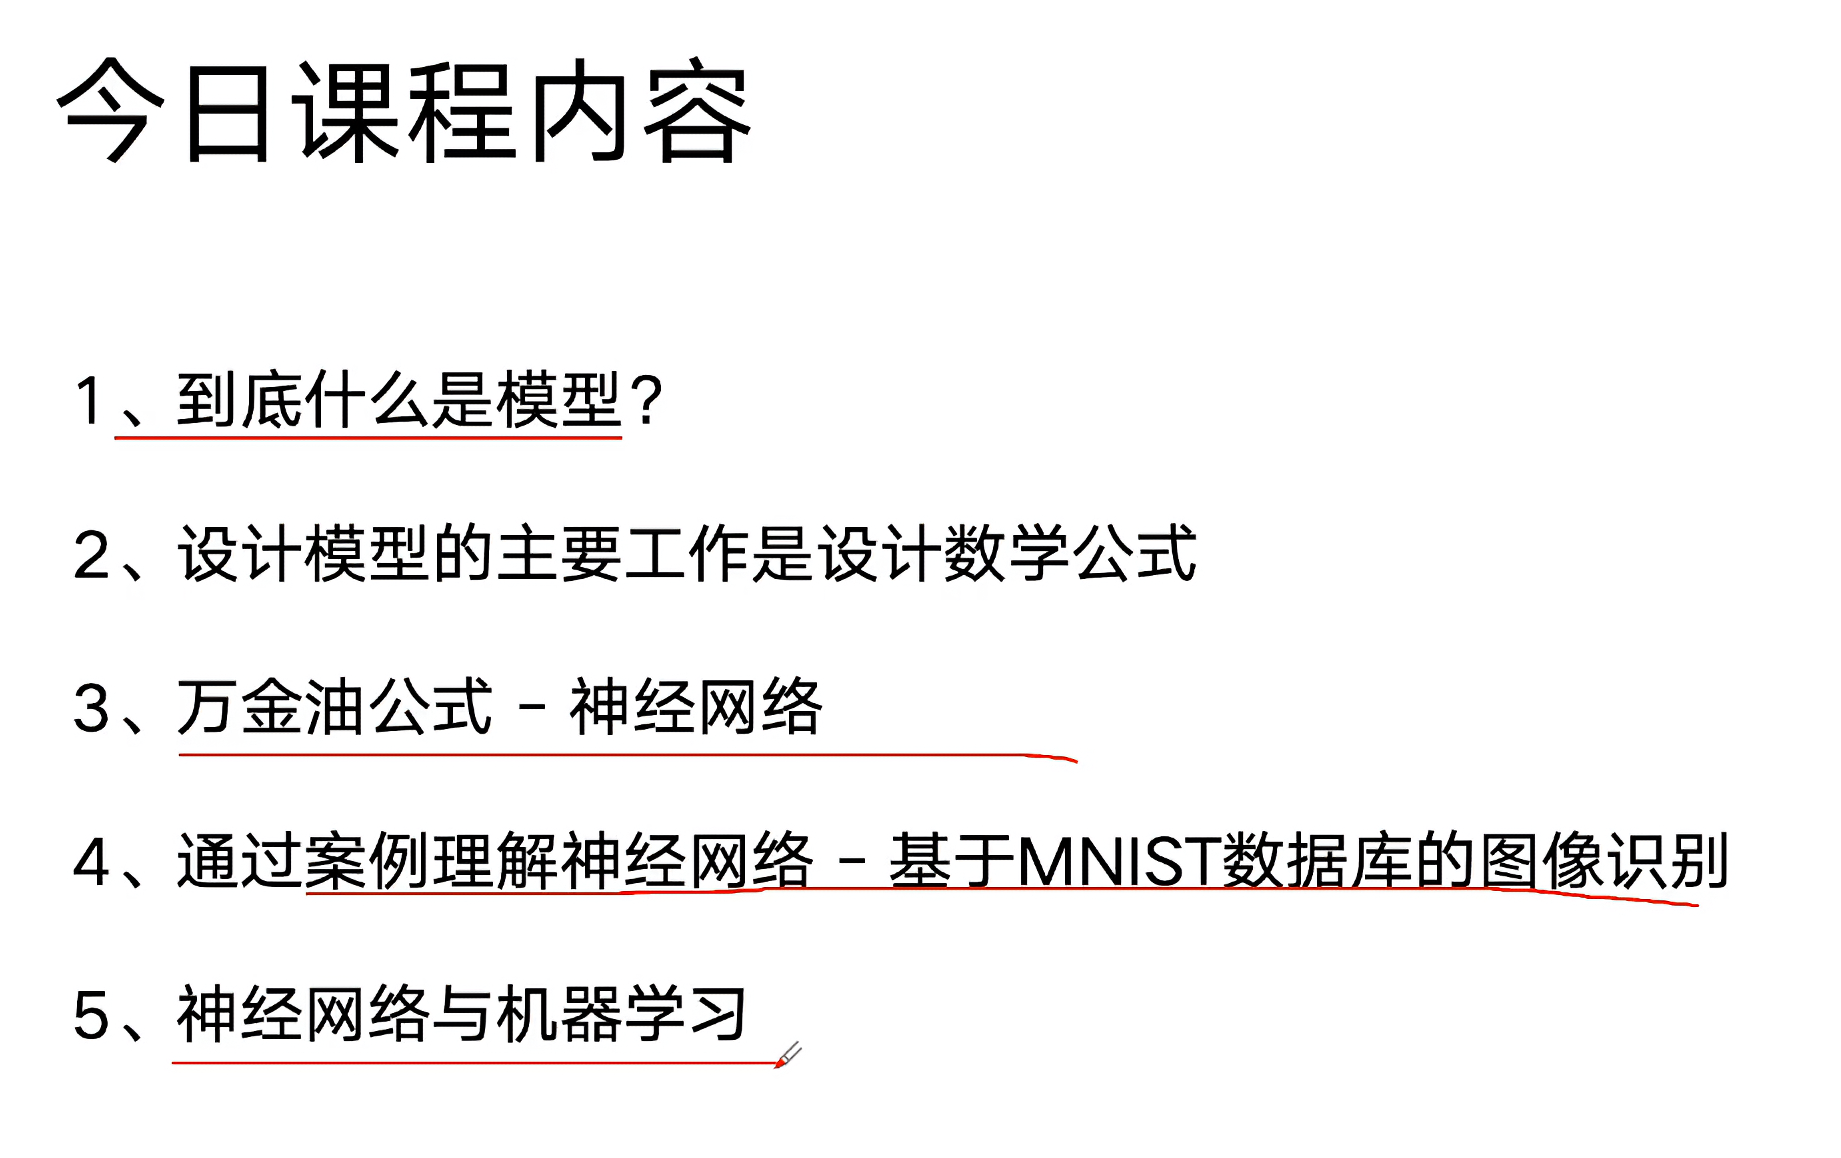 今日课程内容
1、到底什么是模型？
2、设计模型的主要工作是设计数学公式
3、万金油公式 - 神经网络
4、通过案例理解神经网络 - 基于MNIST数据库的图像识别
5、神经网络与机器学习